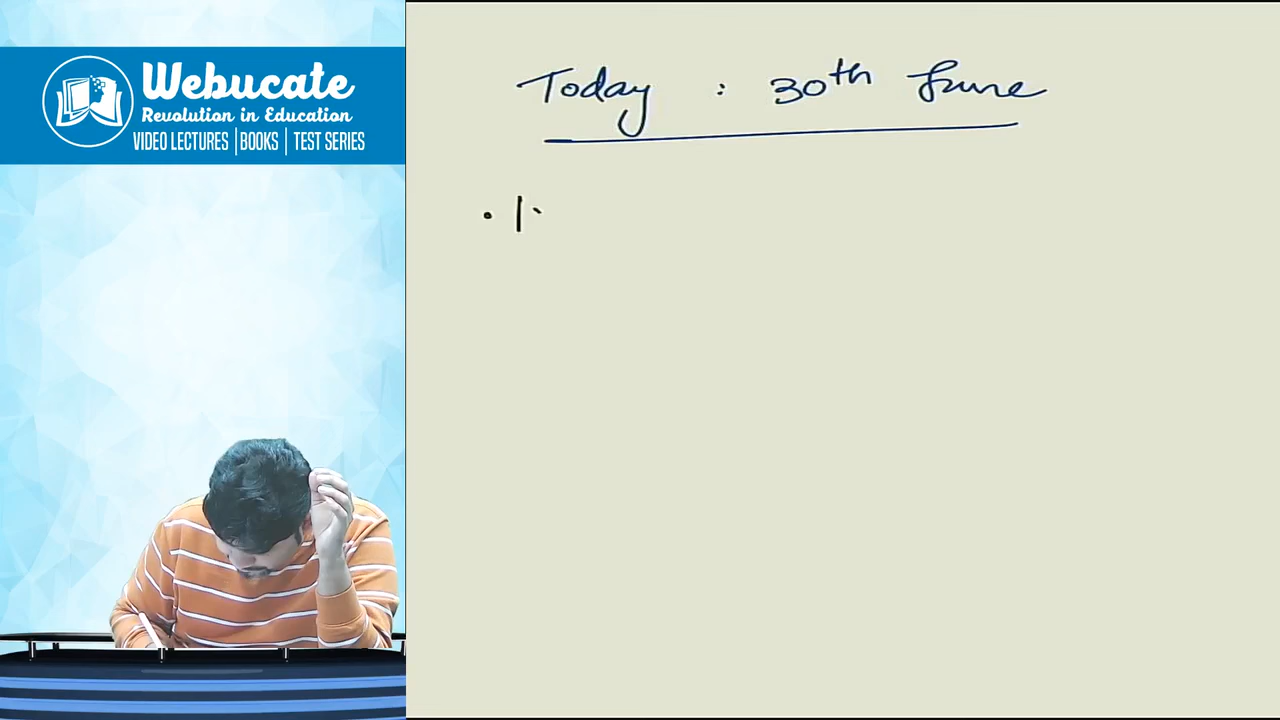 Webucate
Revolution in Education
VIDEO LECTURES | BOOKS | TEST SERIES
Today : 30th June